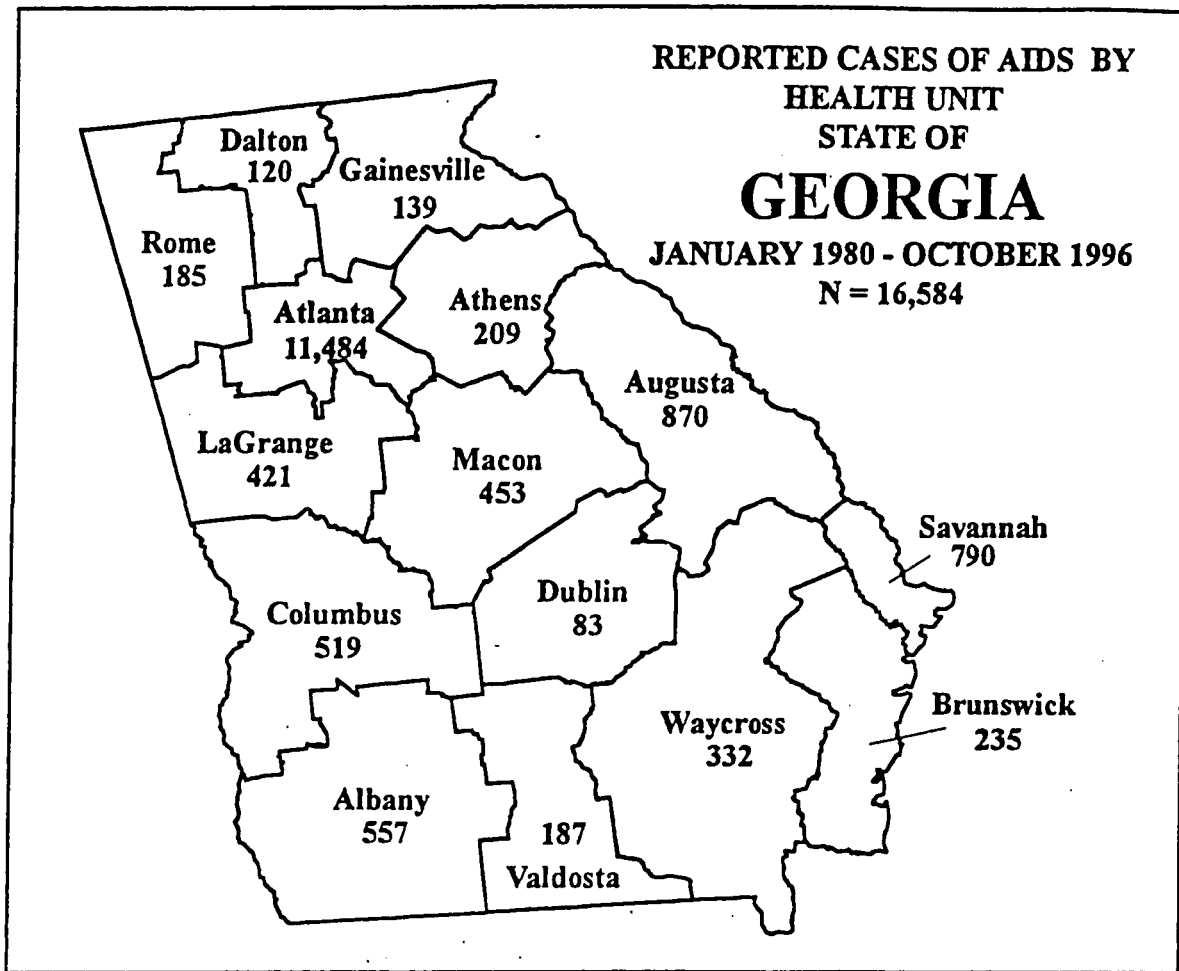 REPORTED CASES OF AIDS BY
HEALTH UNIT
STATE OF
GEORGIA
JANUARY 1980 - OCTOBER 1996
N = 16,584
Dalton
120
Gainesville
139
Rome
185
Atlanta
11,484
Athens
209
Augusta
870
LaGrange
421
Macon
453
Savannah
790
Dublin
83
Columbus
519
Waycross
332
Brunswick
235
Albany
557
187
Valdosta